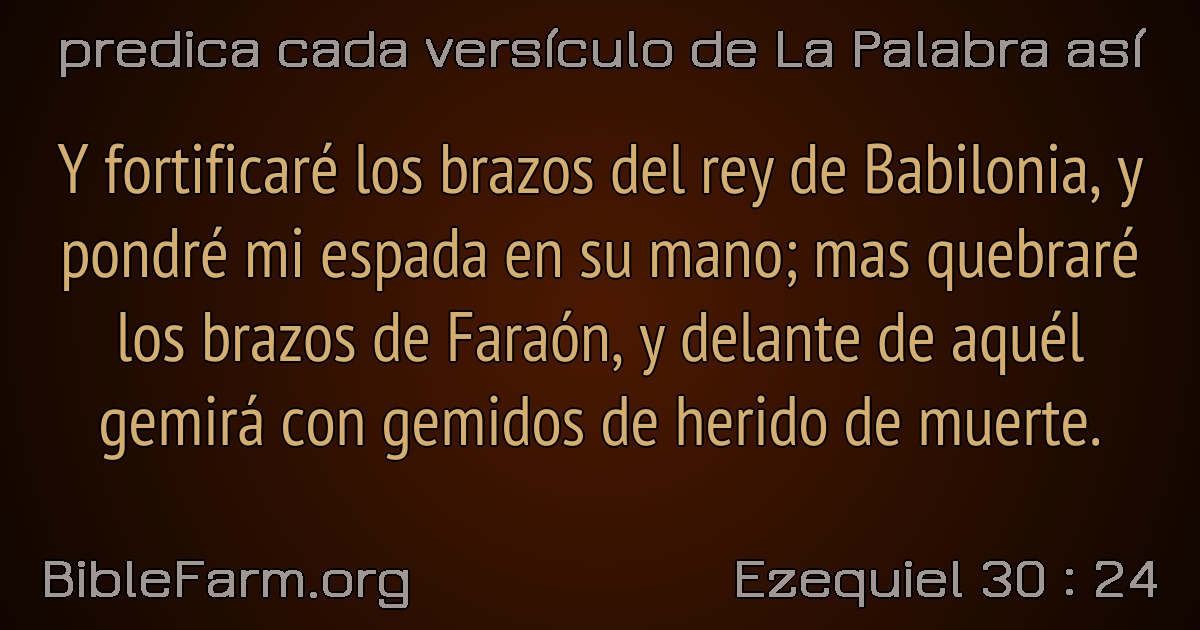 predica cada versículo de La Palabra así
Y fortificaré los brazos del rey de Babilonia, y
pondré mi espada en su mano; mas quebraré
los brazos de Faraón, y delante de aquél
gemirá con gemidos de herido de muerte.
BibleFarm.org
Ezequiel 30 : 24